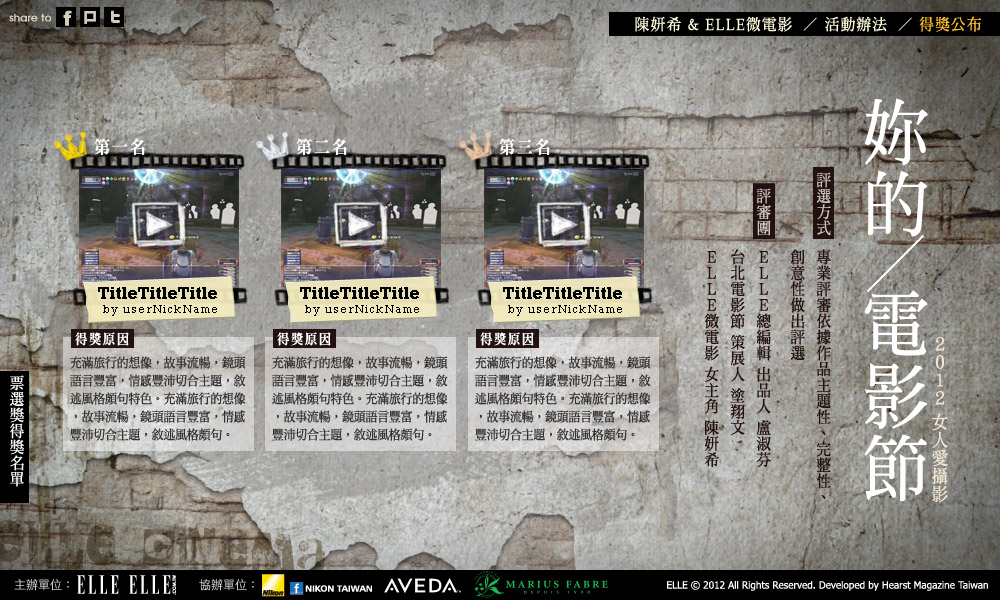 share to
陳妍希 & ELLE微電影 ／ 活動辦法 ／ 得獎公布
妳的／電影節
2012 女人愛攝影
評選方式
專業評審依據作品主題性、完整性、
創意性做出評選
評審團
ELLE總編輯 出品人 盧淑芬
台北電影節 策展人 塗翔文
ELLE微電影 女主角 陳妍希
第一名
TitleTitleTitle
by userNickName
得獎原因
充滿旅行的想像，故事流暢，鏡頭
語言豐富，情感豐沛切合主題，敘
述風格頗句特色。充滿旅行的想像
，故事流暢，鏡頭語言豐富，情感
豐沛切合主題，敘述風格頗句。
第二名
TitleTitleTitle
by userNickName
得獎原因
充滿旅行的想像，故事流暢，鏡頭
語言豐富，情感豐沛切合主題，敘
述風格頗句特色。充滿旅行的想像
，故事流暢，鏡頭語言豐富，情感
豐沛切合主題，敘述風格頗句。
第三名
TitleTitleTitle
by userNickName
得獎原因
充滿旅行的想像，故事流暢，鏡頭
語言豐富，情感豐沛切合主題，敘
述風格頗句特色。充滿旅行的想像
，故事流暢，鏡頭語言豐富，情感
豐沛切合主題，敘述風格頗句。
票選獎得獎名單
ELLE CINEMA
主辦單位： ELLE ELLE.COM 協辦單位： Nikon NIKON TAIWAN AVEDA. MARIUS FABRE DEPUIS 1900
ELLE © 2012 All Rights Reserved. Developed by Hearst Magazine Taiwan